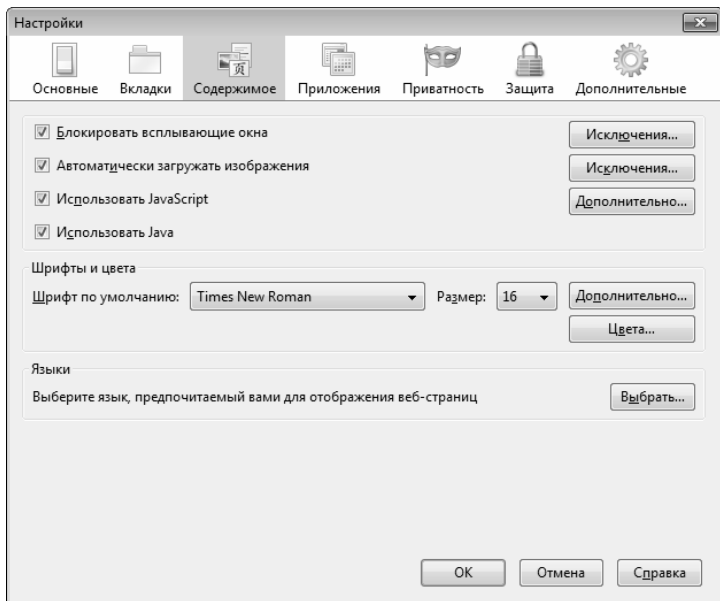 Настройки
Основные Вкладки Содержимое Приложения Приватность Защита Дополнительные
Блокировать всплывающие окна Исключения...
Автоматически загружать изображения Исключения...
Использовать JavaScript Дополнительно...
Использовать Java
Шрифты и цвета
Шрифт по умолчанию: Times New Roman Размер: 16 Дополнительно...
Цвета...
Языки
Выберите язык, предпочитаемый вами для отображения веб-страниц Выбрать...
OK Отмена Справка